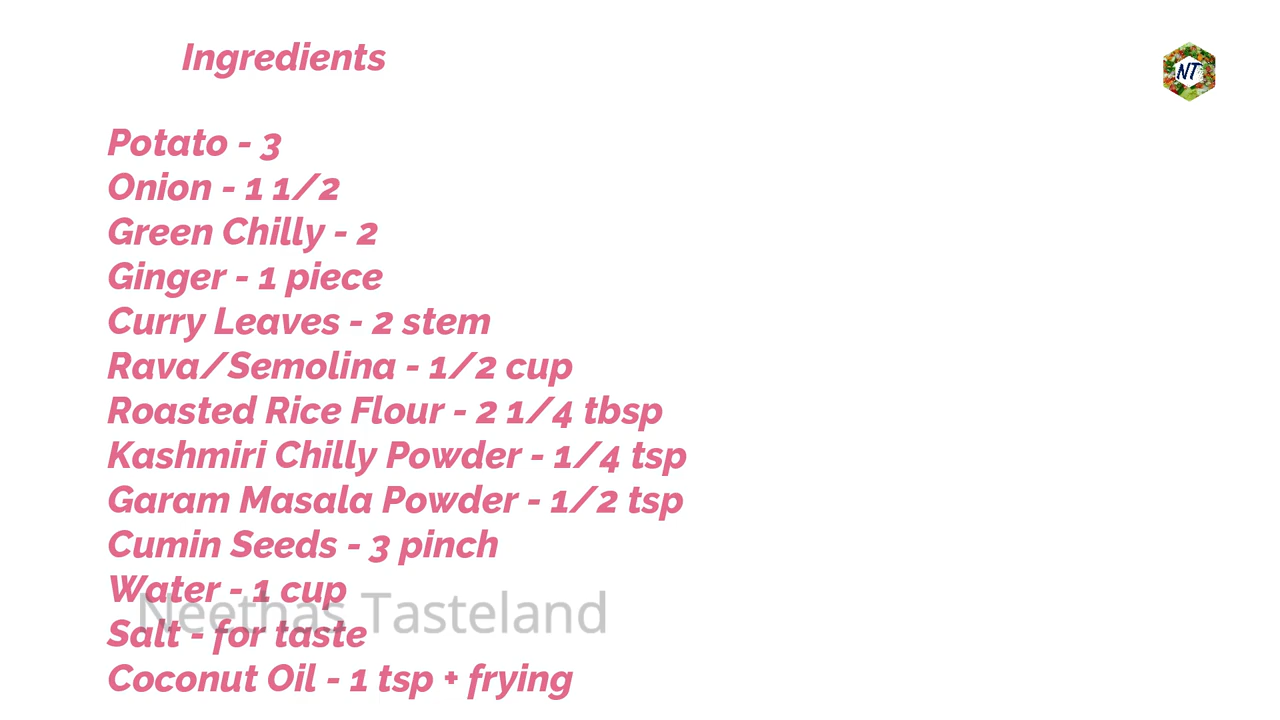 Ingredients
NT
Potato - 3
Onion - 1 1/2
Green Chilly - 2
Ginger - 1 piece
Curry Leaves - 2 stem
Rava/Semolina - 1/2 cup
Roasted Rice Flour - 2 1/4 tbsp
Kashmiri Chilly Powder - 1/4 tsp
Garam Masala Powder - 1/2 tsp
Cumin Seeds - 3 pinch
Water - 1 cup
Neethas Tasteland
Salt - for taste
Coconut Oil - 1 tsp + frying